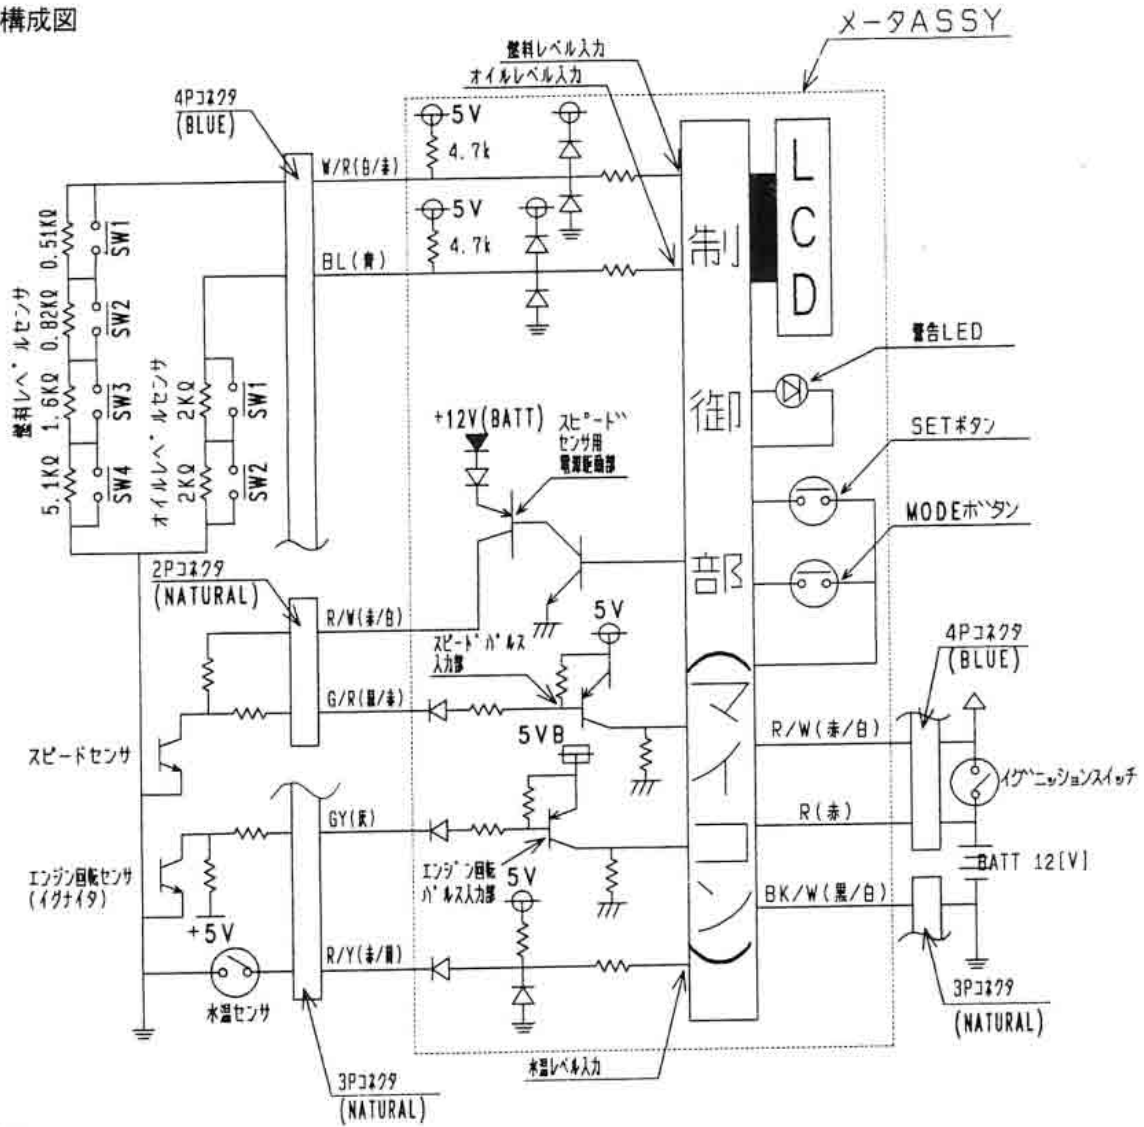 構成図
メータASSY
燃料レベル入力
オイルレベル入力
4Pコネクタ
(BLUE)
5V
4.7k
W/R(白/赤)
5V
4.7k
BL(青)
燃料レベルセンサ
0.51KΩ
SW1
0.82KΩ
SW2
1.6KΩ
SW3
5.1KΩ
SW4
オイルレベルセンサ
2KΩ
SW1
2KΩ
SW2
LCD
制御部(マイコン)
警告LED
SETボタン
MODEボタン
+12V(BATT)
スピード
センサ用
電源駆動部
2Pコネクタ
(NATURAL)
R/W(赤/白)
スピードパルス
入力部
5V
G/R(黒/赤)
スピードセンサ
5VB
GY(灰)
エンジン回転
パルス入力部
5V
エンジン回転センサ
(イグナイタ)
+5V
水温センサ
3Pコネクタ
(NATURAL)
水温レベル入力
4Pコネクタ
(BLUE)
R/W(赤/白)
イグニッションスイッチ
R(赤)
BATT 12[V]
BK/W(黒/白)
3Pコネクタ
(NATURAL)